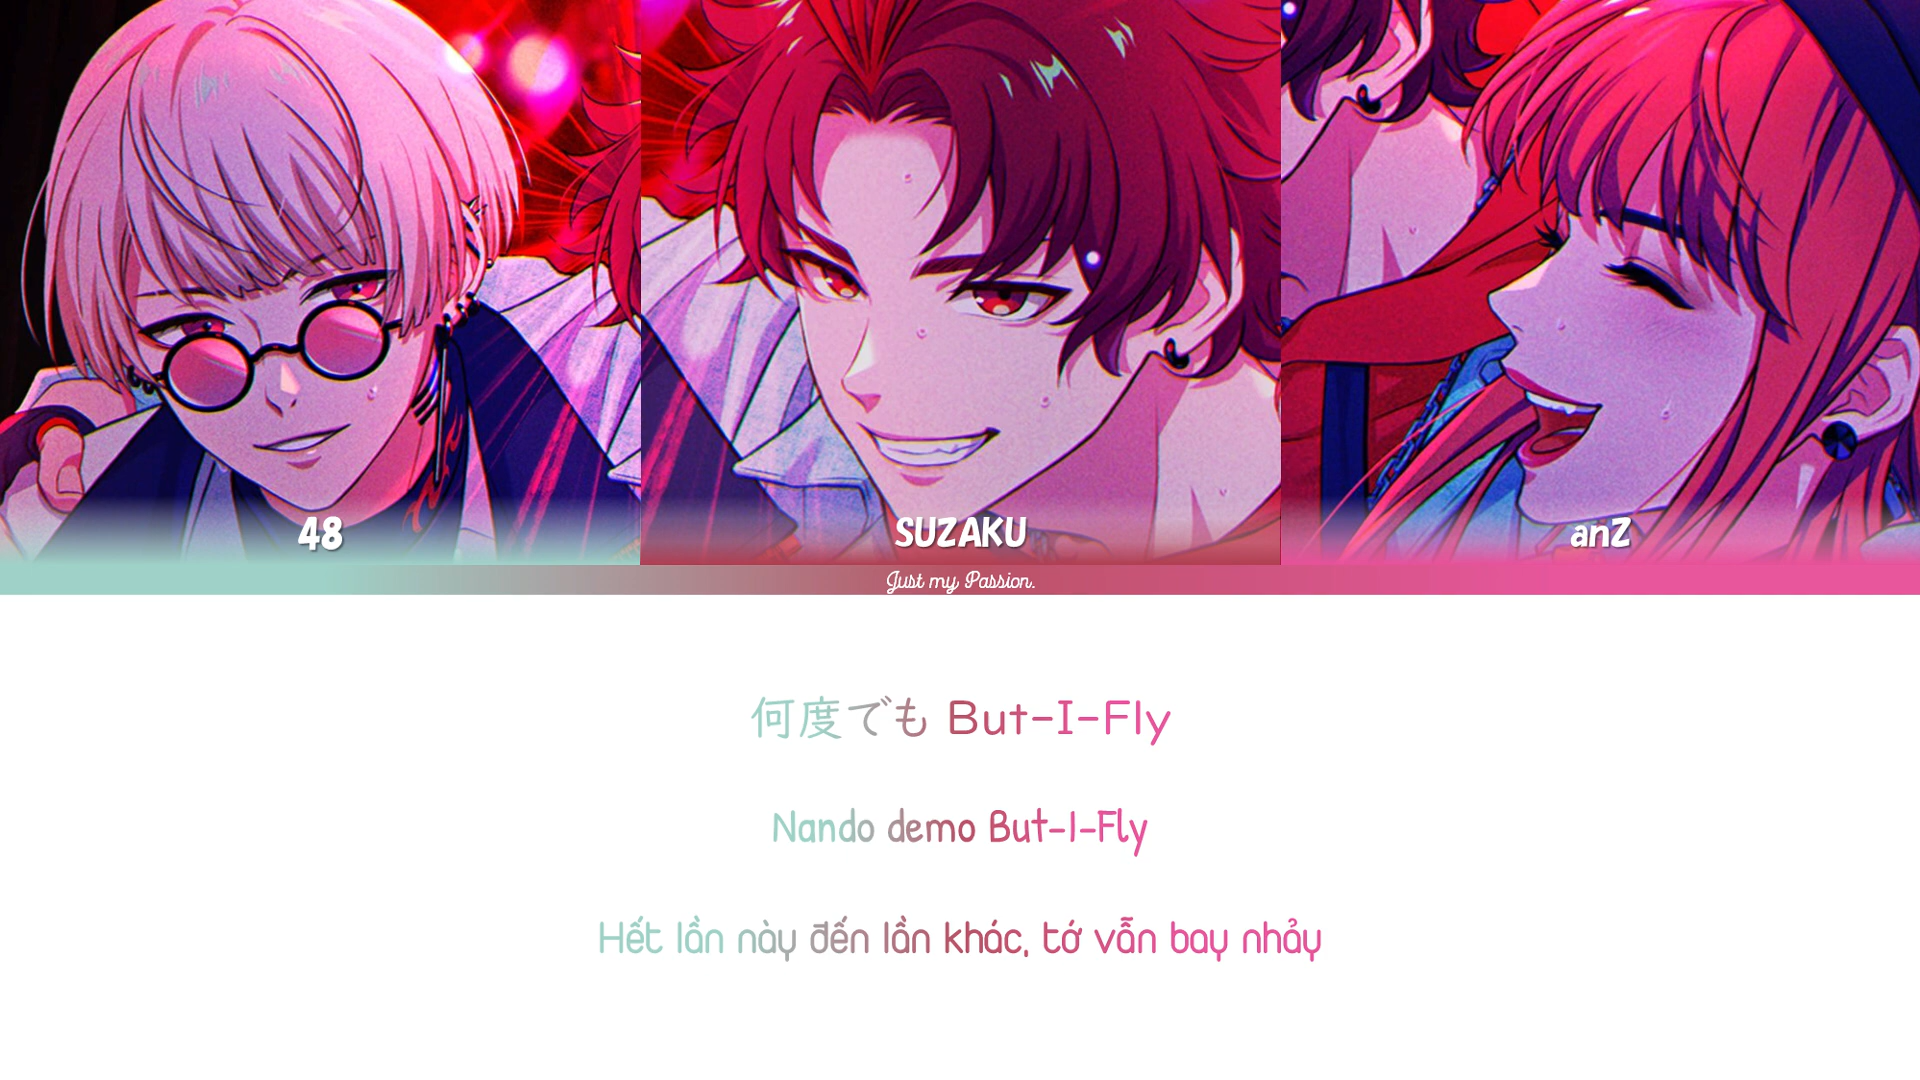 48
SUZAKU
anZ
Just my Passion.
何度でも But-I-Fly
Nando demo But-I-Fly
Hết lần này đến lần khác, tớ vẫn bay nhảy